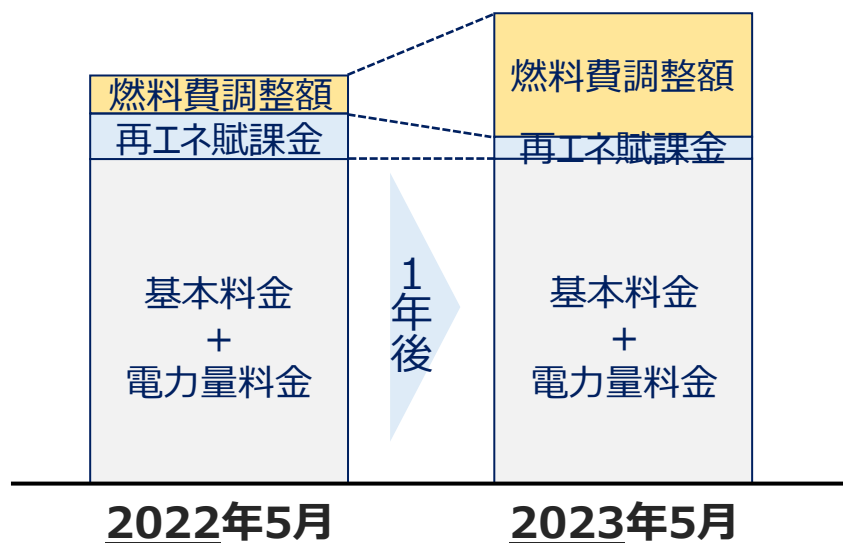 燃料費調整額
再エネ賦課金
基本料金
+
電力量料金
1年後
燃料費調整額
再エネ賦課金
基本料金
+
電力量料金
2022年5月
2023年5月